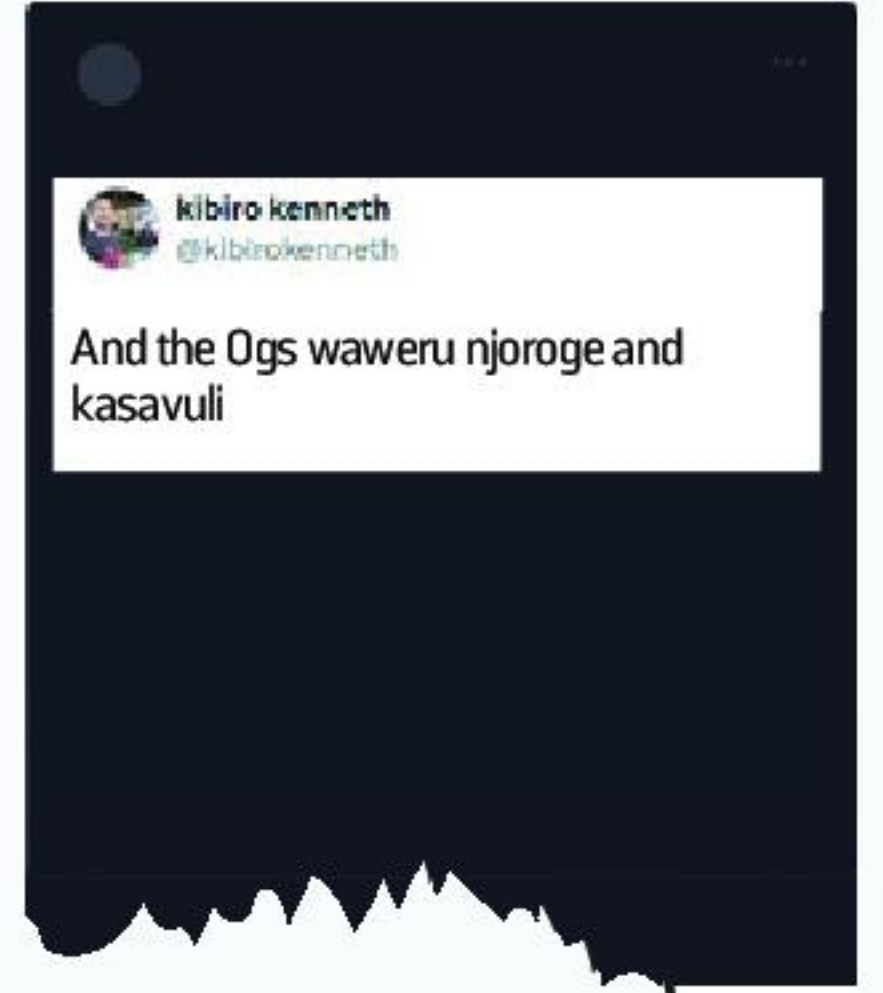 kibiro kenneth
@kibirokenneth
And the Ogs waweru njoroge and
kasavuli